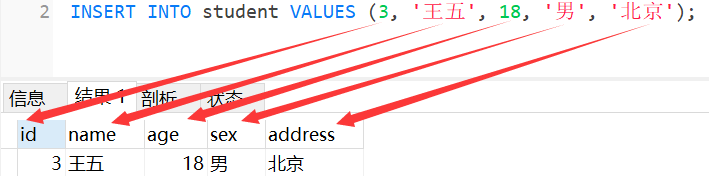 2 INSERT INTO student VALUES (3, '王五', 18, '男', '北京');
信息 结果 1 剖析 状态
id name age sex address
3 王五 18 男 北京